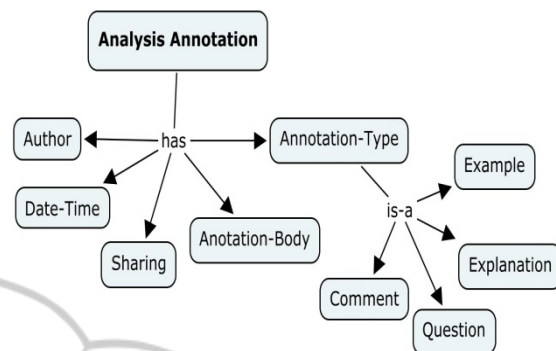 Analysis Annotation
Author
has
Annotation-Type
Example
Date-Time
is-a
Anotation-Body
Sharing
Explanation
Comment
Question